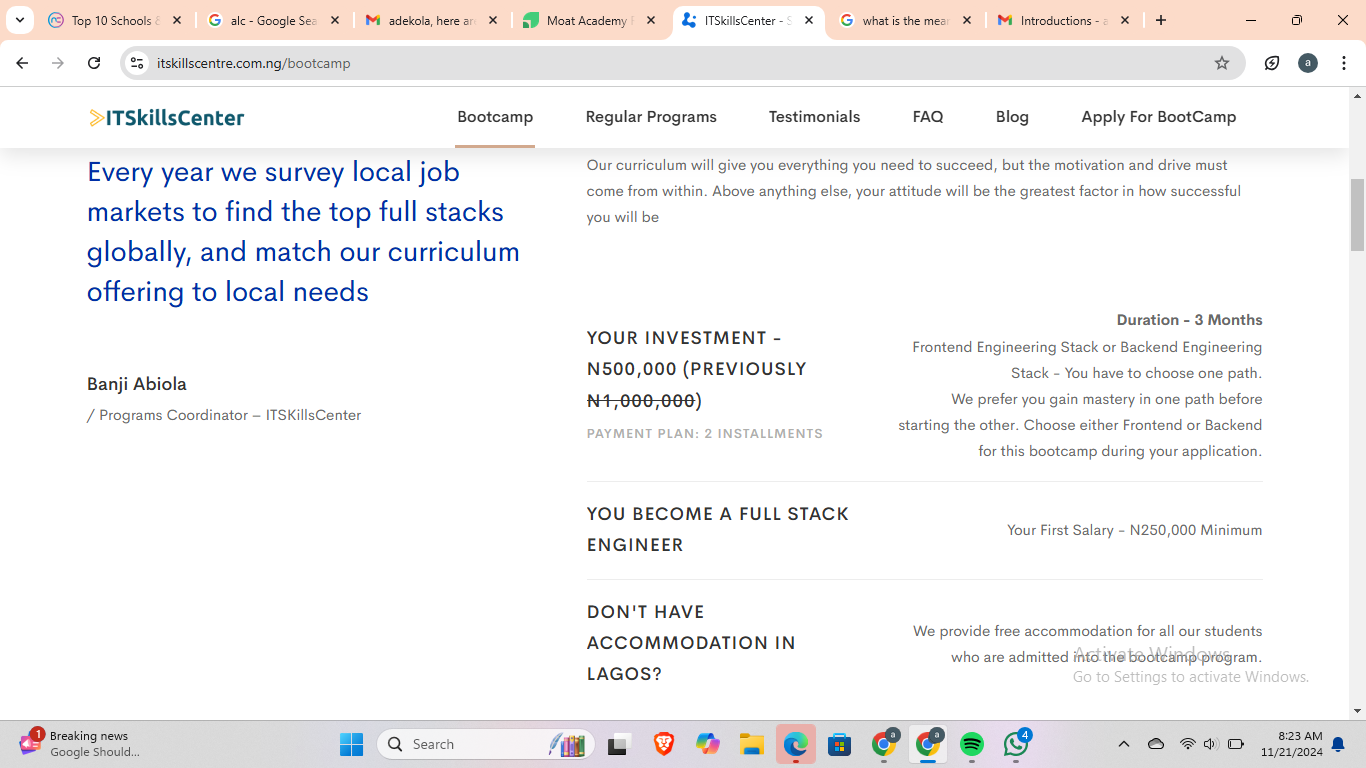 Top 10 Schools &
alc - Google Sea
adekola, here are
Moat Academy
ITSkillsCenter - S
what is the mean
Introductions - a
itskillscentre.com.ng/bootcamp
a
ITSkillsCenter
Bootcamp
Regular Programs
Testimonials
FAQ
Blog
Apply For BootCamp
Every year we survey local job
markets to find the top full stacks
globally, and match our curriculum
offering to local needs
Banji Abiola
/ Programs Coordinator – ITSKillsCenter
Our curriculum will give you everything you need to succeed, but the motivation and drive must
come from within. Above anything else, your attitude will be the greatest factor in how successful
you will be
YOUR INVESTMENT -
N500,000 (PREVIOUSLY
N1,000,000)
PAYMENT PLAN: 2 INSTALLMENTS
Duration - 3 Months
Frontend Engineering Stack or Backend Engineering
Stack - You have to choose one path.
We prefer you gain mastery in one path before
starting the other. Choose either Frontend or Backend
for this bootcamp during your application.
YOU BECOME A FULL STACK
ENGINEER
Your First Salary - N250,000 Minimum
DON'T HAVE
ACCOMMODATION IN
LAGOS?
We provide free accommodation for all our students
who are admitted into the bootcamp program.
Activate Windows
Go to Settings to activate Windows.
1
Breaking news
Google Should...
Search
a
a
4
8:23 AM
11/21/2024